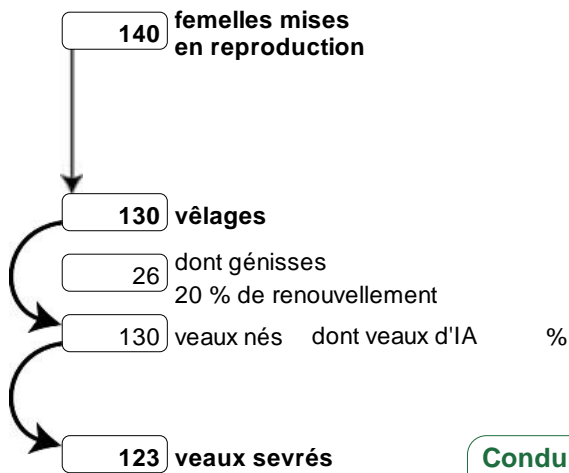 140 femelles mises
en reproduction
130 vêlages
26 dont génisses
20 % de renouvellement
130 veaux nés dont veaux d'IA %
123 veaux sevrés
Condu